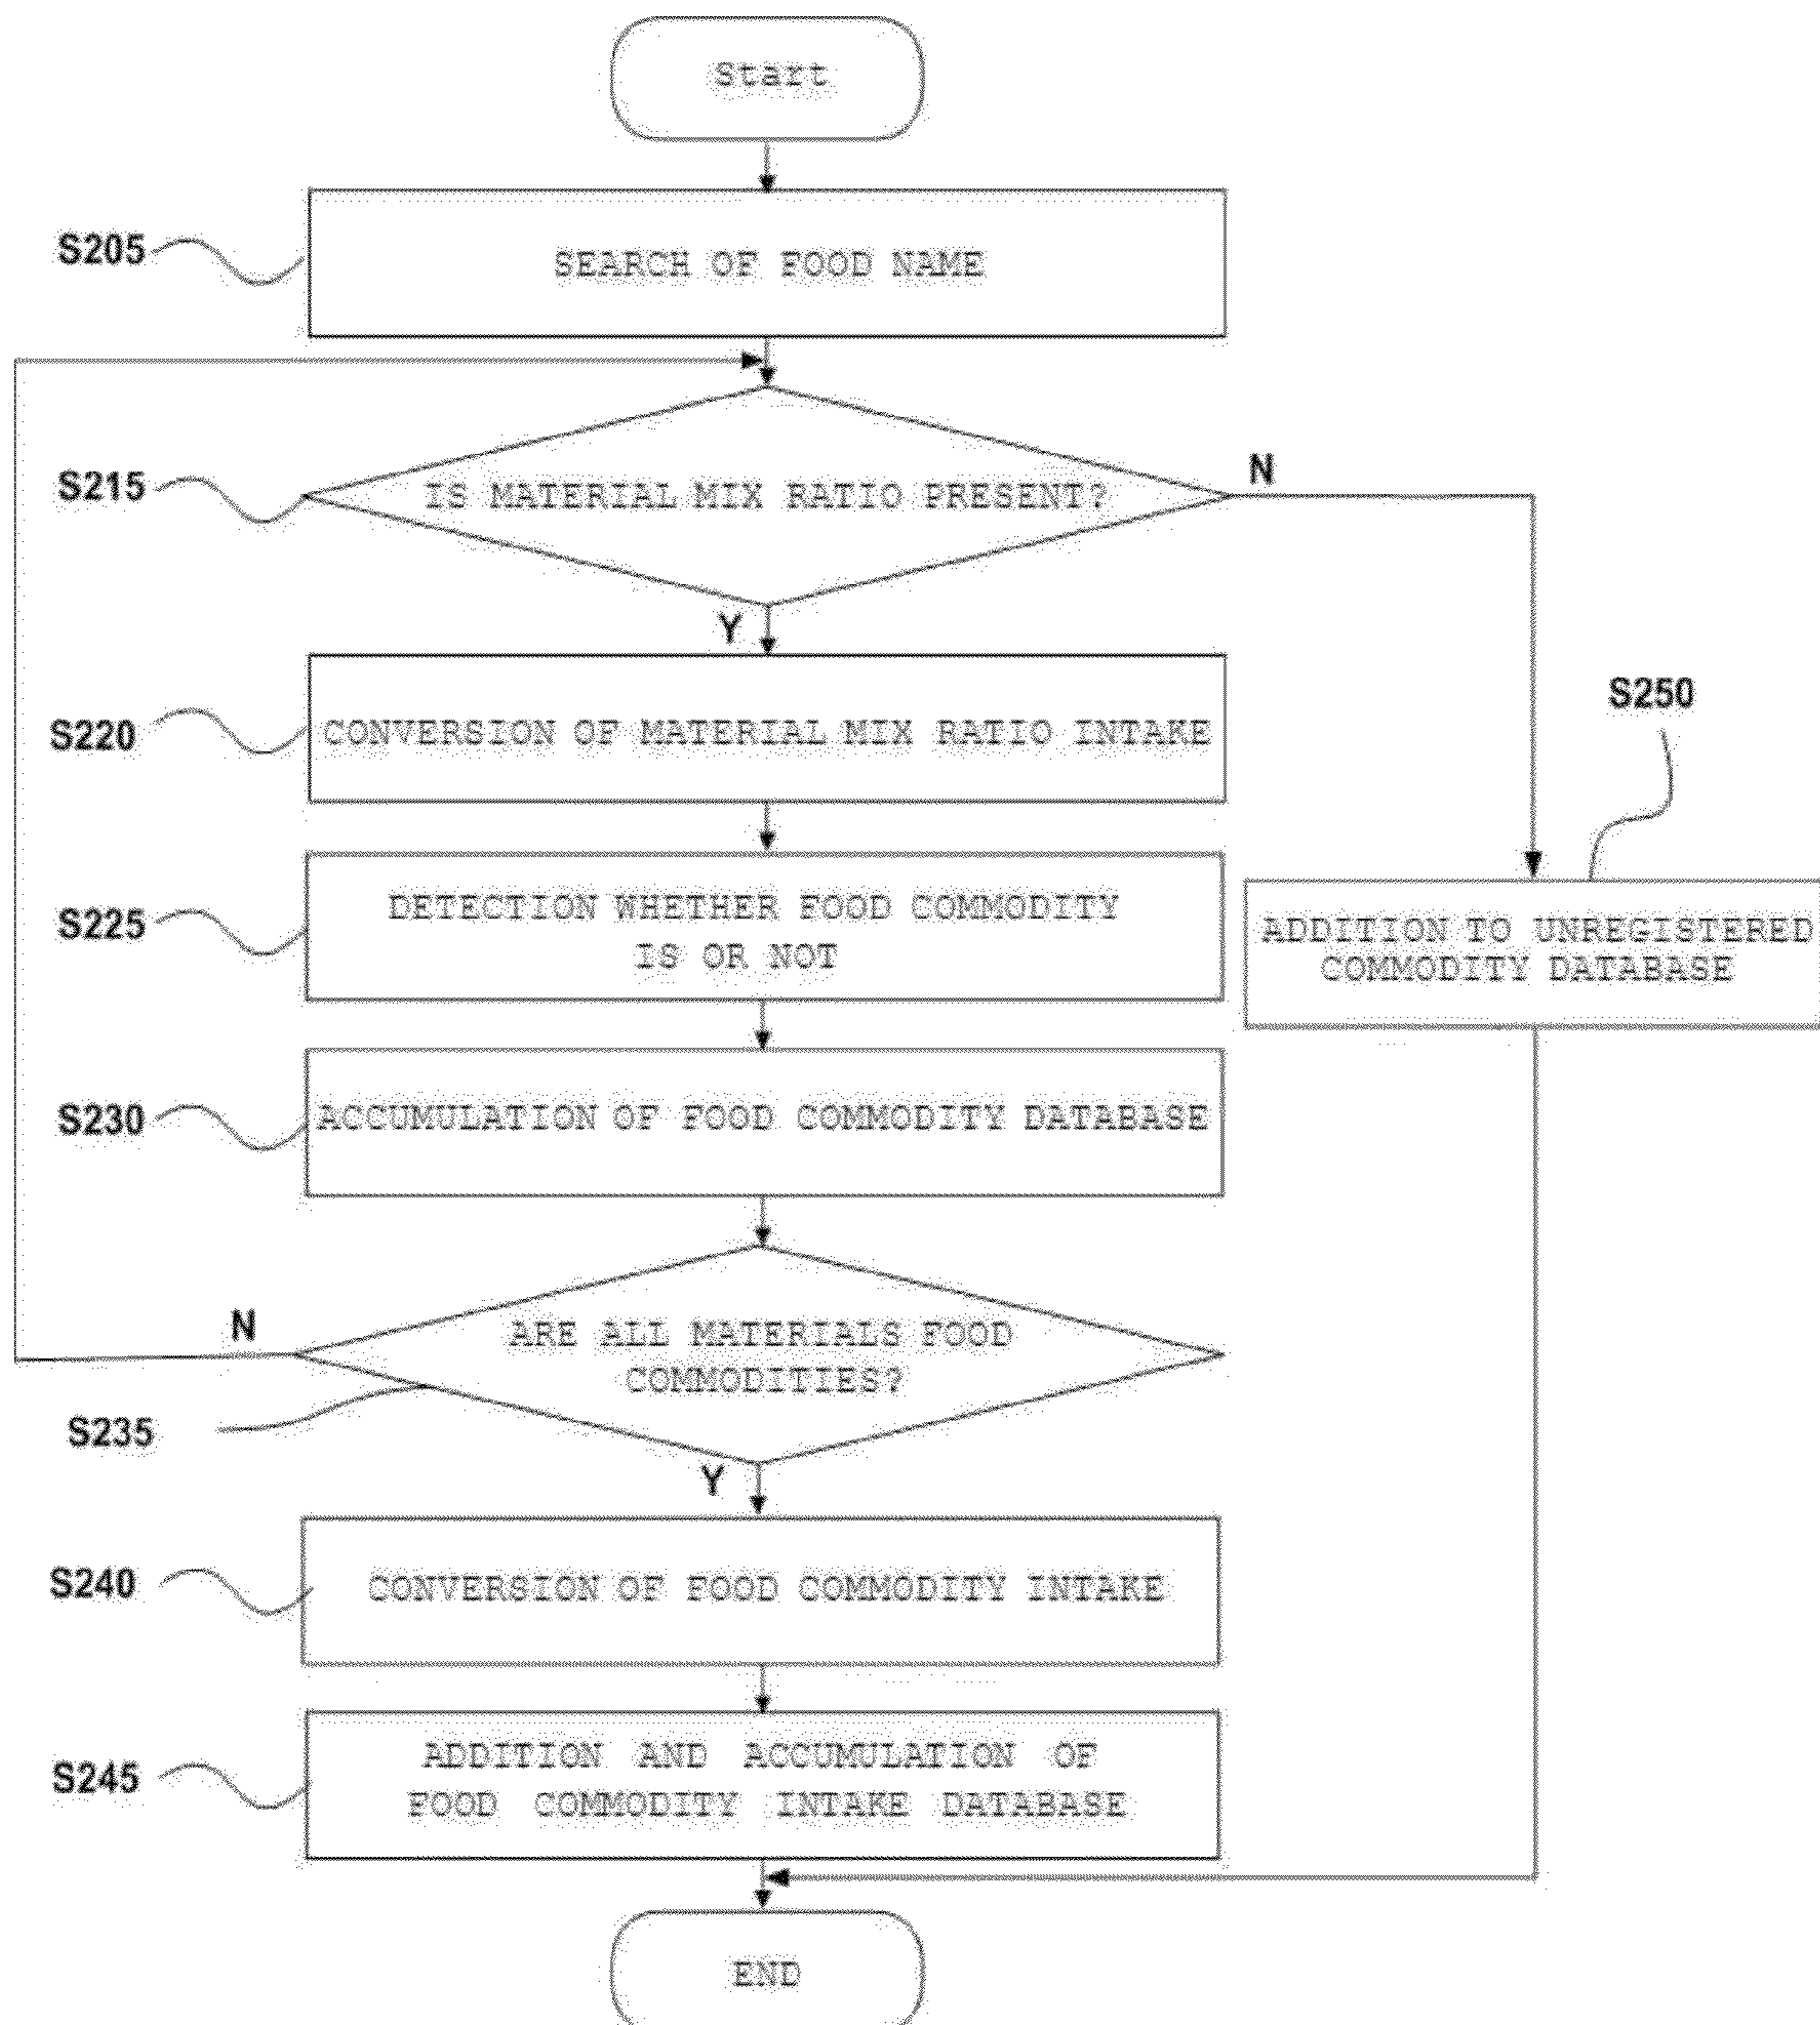 Start
S205
SEARCH OF FOOD NAME
S215
IS MATERIAL MIX RATIO PRESENT?
N
Y
S220
CONVERSION OF MATERIAL MIX RATIO INTAKE
S250
S225
DETECTION WHETHER FOOD COMMODITY
IS OR NOT
ADDITION TO UNREGISTERED
COMMODITY DATABASE
S230
ACCUMULATION OF FOOD COMMODITY DATABASE
N
ARE ALL MATERIALS FOOD
COMMODITIES?
S235
Y
S240
CONVERSION OF FOOD COMMODITY INTAKE
S245
ADDITION AND ACCUMULATION OF
FOOD COMMODITY INTAKE DATABASE
END